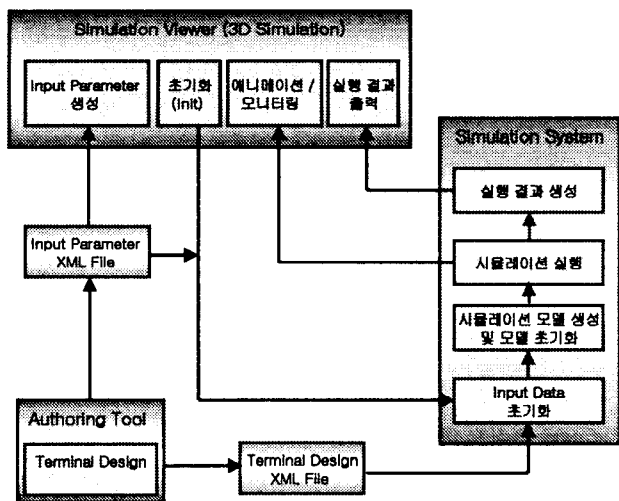 Simulation Viewer (3D Simulation)
Input Parameter
생성
초기화
(Init)
애니메이션 /
모니터링
실행 결과
출력
Simulation System
실행 결과 생성
시뮬레이션 실행
시뮬레이션 모델 생성
및 모델 초기화
Input Data
초기화
Input Parameter
XML File
Authoring Tool
Terminal Design
Terminal Design
XML File